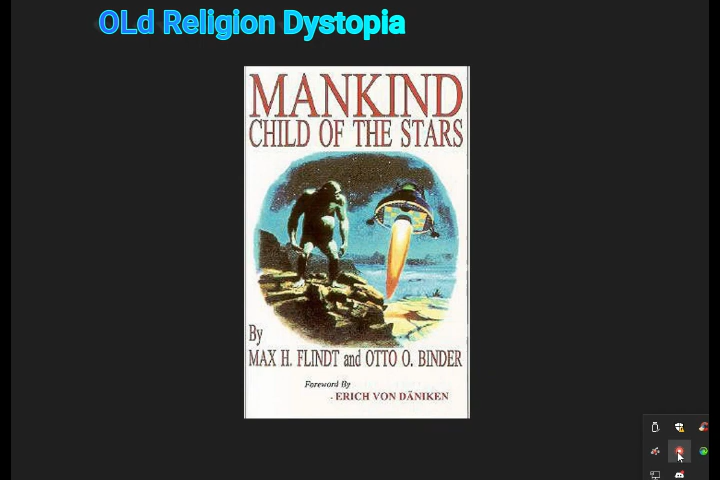 OLd Religion Dystopia
MANKIND
CHILD OF THE STARS
By
MAX H. FLINDT and OTTO O. BINDER
Foreword By
- ERICH VON DÄNIKEN